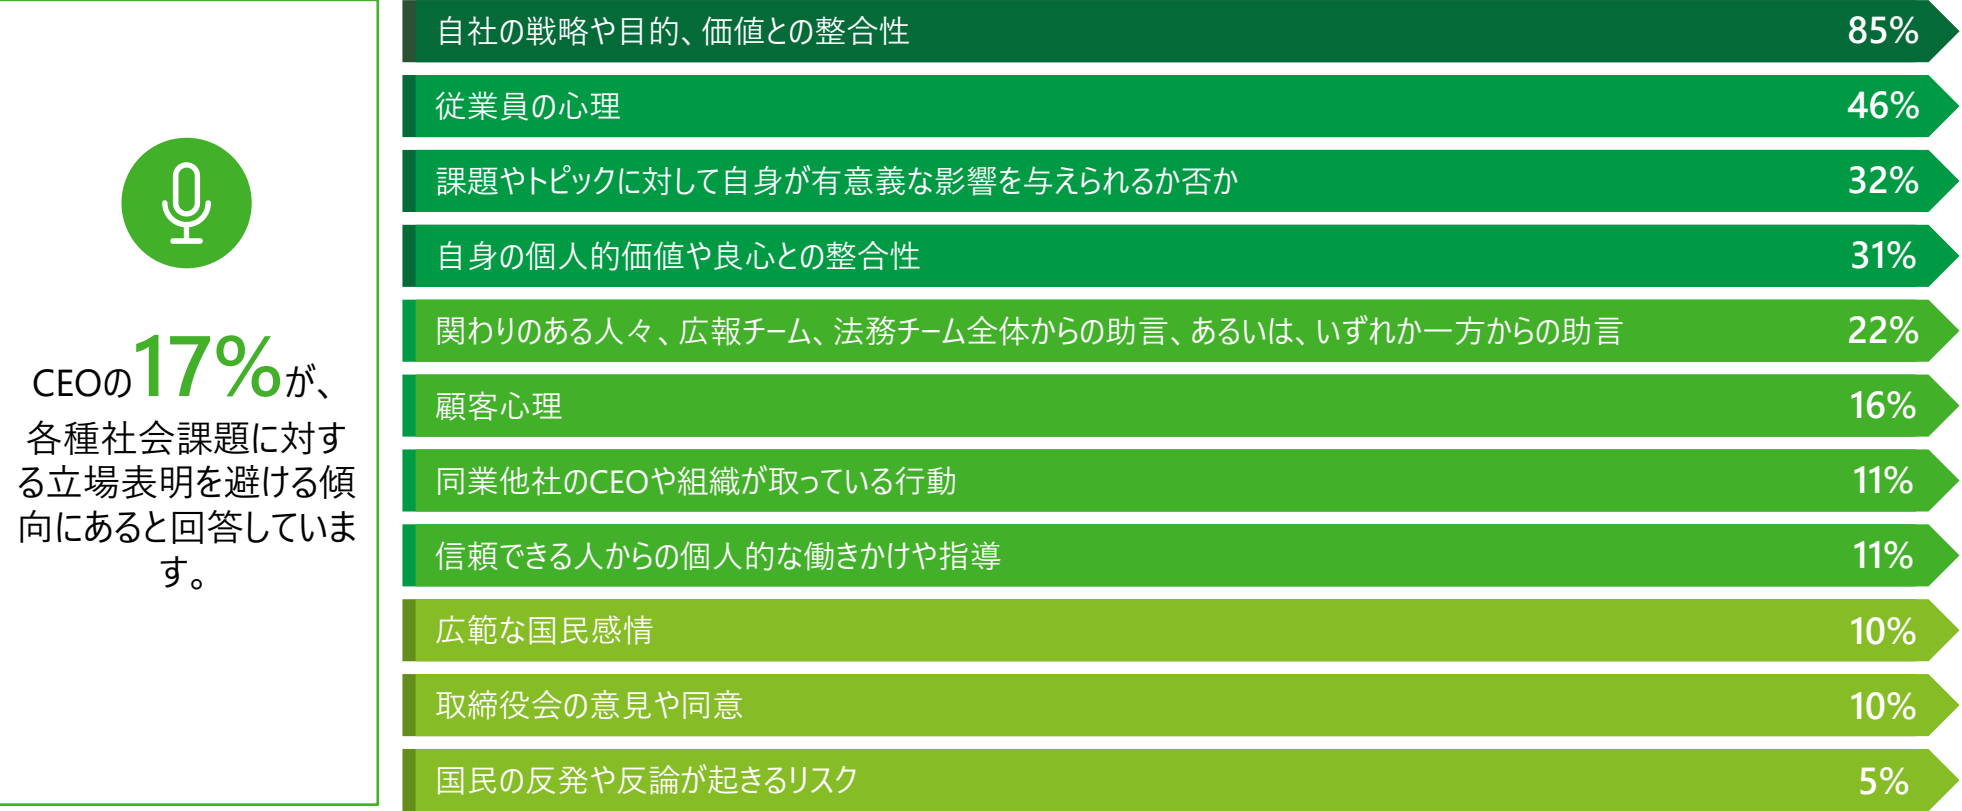 CEOの17%が、
各種社会課題に対す
る立場表明を避ける傾
向にあると回答していま
す。
自社の戦略や目的、価値との整合性 85%
従業員の心理 46%
課題やトピックに対して自身が有意義な影響を与えられるか否か 32%
自身の個人的価値や良心との整合性 31%
関わりのある人々、広報チーム、法務チーム全体からの助言、あるいは、いずれか一方からの助言 22%
顧客心理 16%
同業他社のCEOや組織が取っている行動 11%
信頼できる人からの個人的な働きかけや指導 11%
広範な国民感情 10%
取締役会の意見や同意 10%
国民の反発や反論が起きるリスク 5%